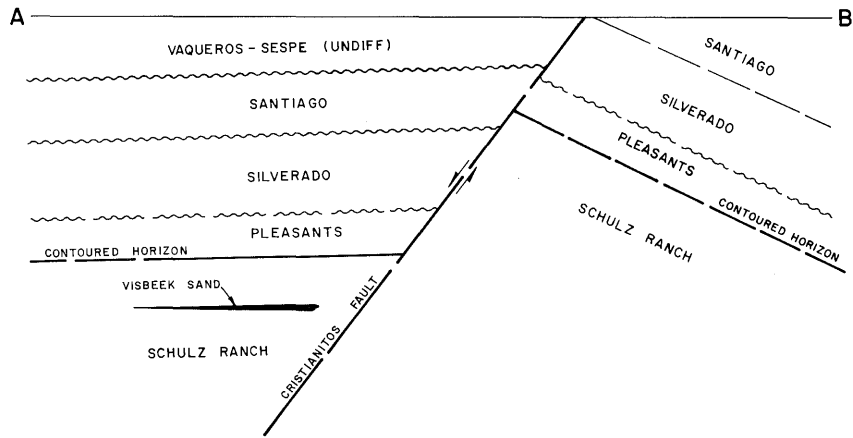 A
B
VAQUEROS - SESPE (UNDIFF)
SANTIAGO
SILVERADO
PLEASANTS
CONTOURED HORIZON
VISBEEK SAND
SCHULZ RANCH
CRISTIANITOS FAULT
SANTIAGO
SILVERADO
PLEASANTS
CONTOURED HORIZON
SCHULZ RANCH